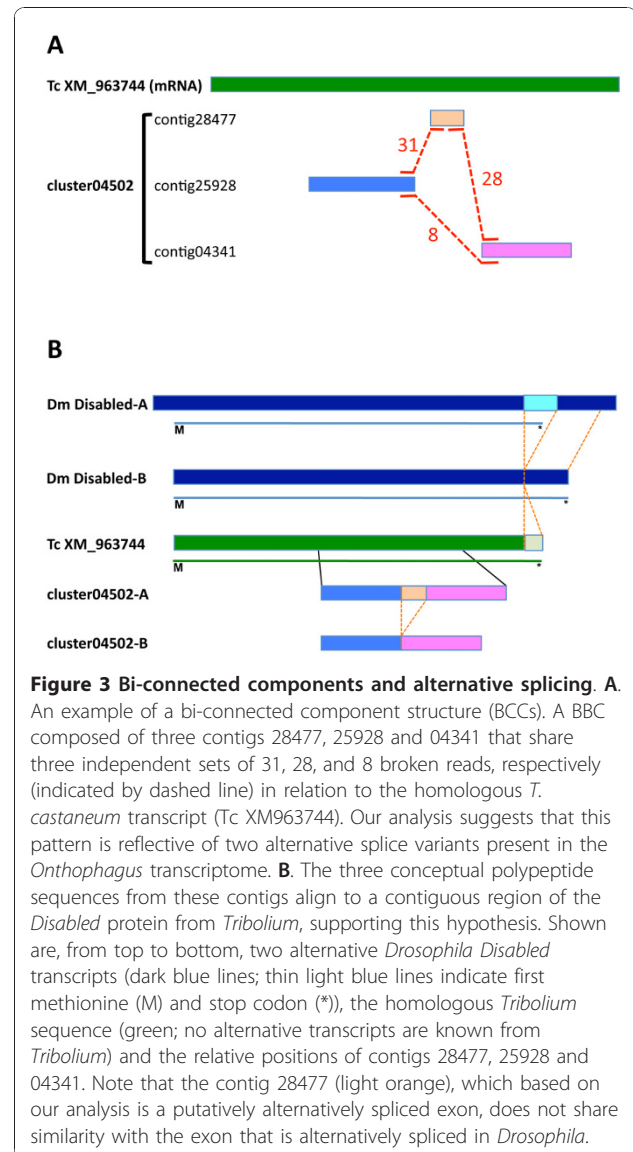 A
Tc XM_963744 (mRNA)
contig28477
31
cluster04502
contig25928
28
8
contig04341
B
Dm Disabled-A
M
*
Dm Disabled-B
M
*
Tc XM_963744
M
*
cluster04502-A
cluster04502-B
Figure 3 Bi-connected components and alternative splicing. A.
An example of a bi-connected component structure (BCCs). A BBC
composed of three contigs 28477, 25928 and 04341 that share
three independent sets of 31, 28, and 8 broken reads, respectively
(indicated by dashed line) in relation to the homologous T.
castaneum transcript (Tc XM963744). Our analysis suggests that this
pattern is reflective of two alternative splice variants present in the
Onthophagus transcriptome. B. The three conceptual polypeptide
sequences from these contigs align to a contiguous region of the
Disabled protein from Tribolium, supporting this hypothesis. Shown
are, from top to bottom, two alternative Drosophila Disabled
transcripts (dark blue lines; thin light blue lines indicate first
methionine (M) and stop codon (*)), the homologous Tribolium
sequence (green; no alternative transcripts are known from
Tribolium) and the relative positions of contigs 28477, 25928 and
04341. Note that the contig 28477 (light orange), which based on
our analysis is a putatively alternatively spliced exon, does not share
similarity with the exon that is alternatively spliced in Drosophila.